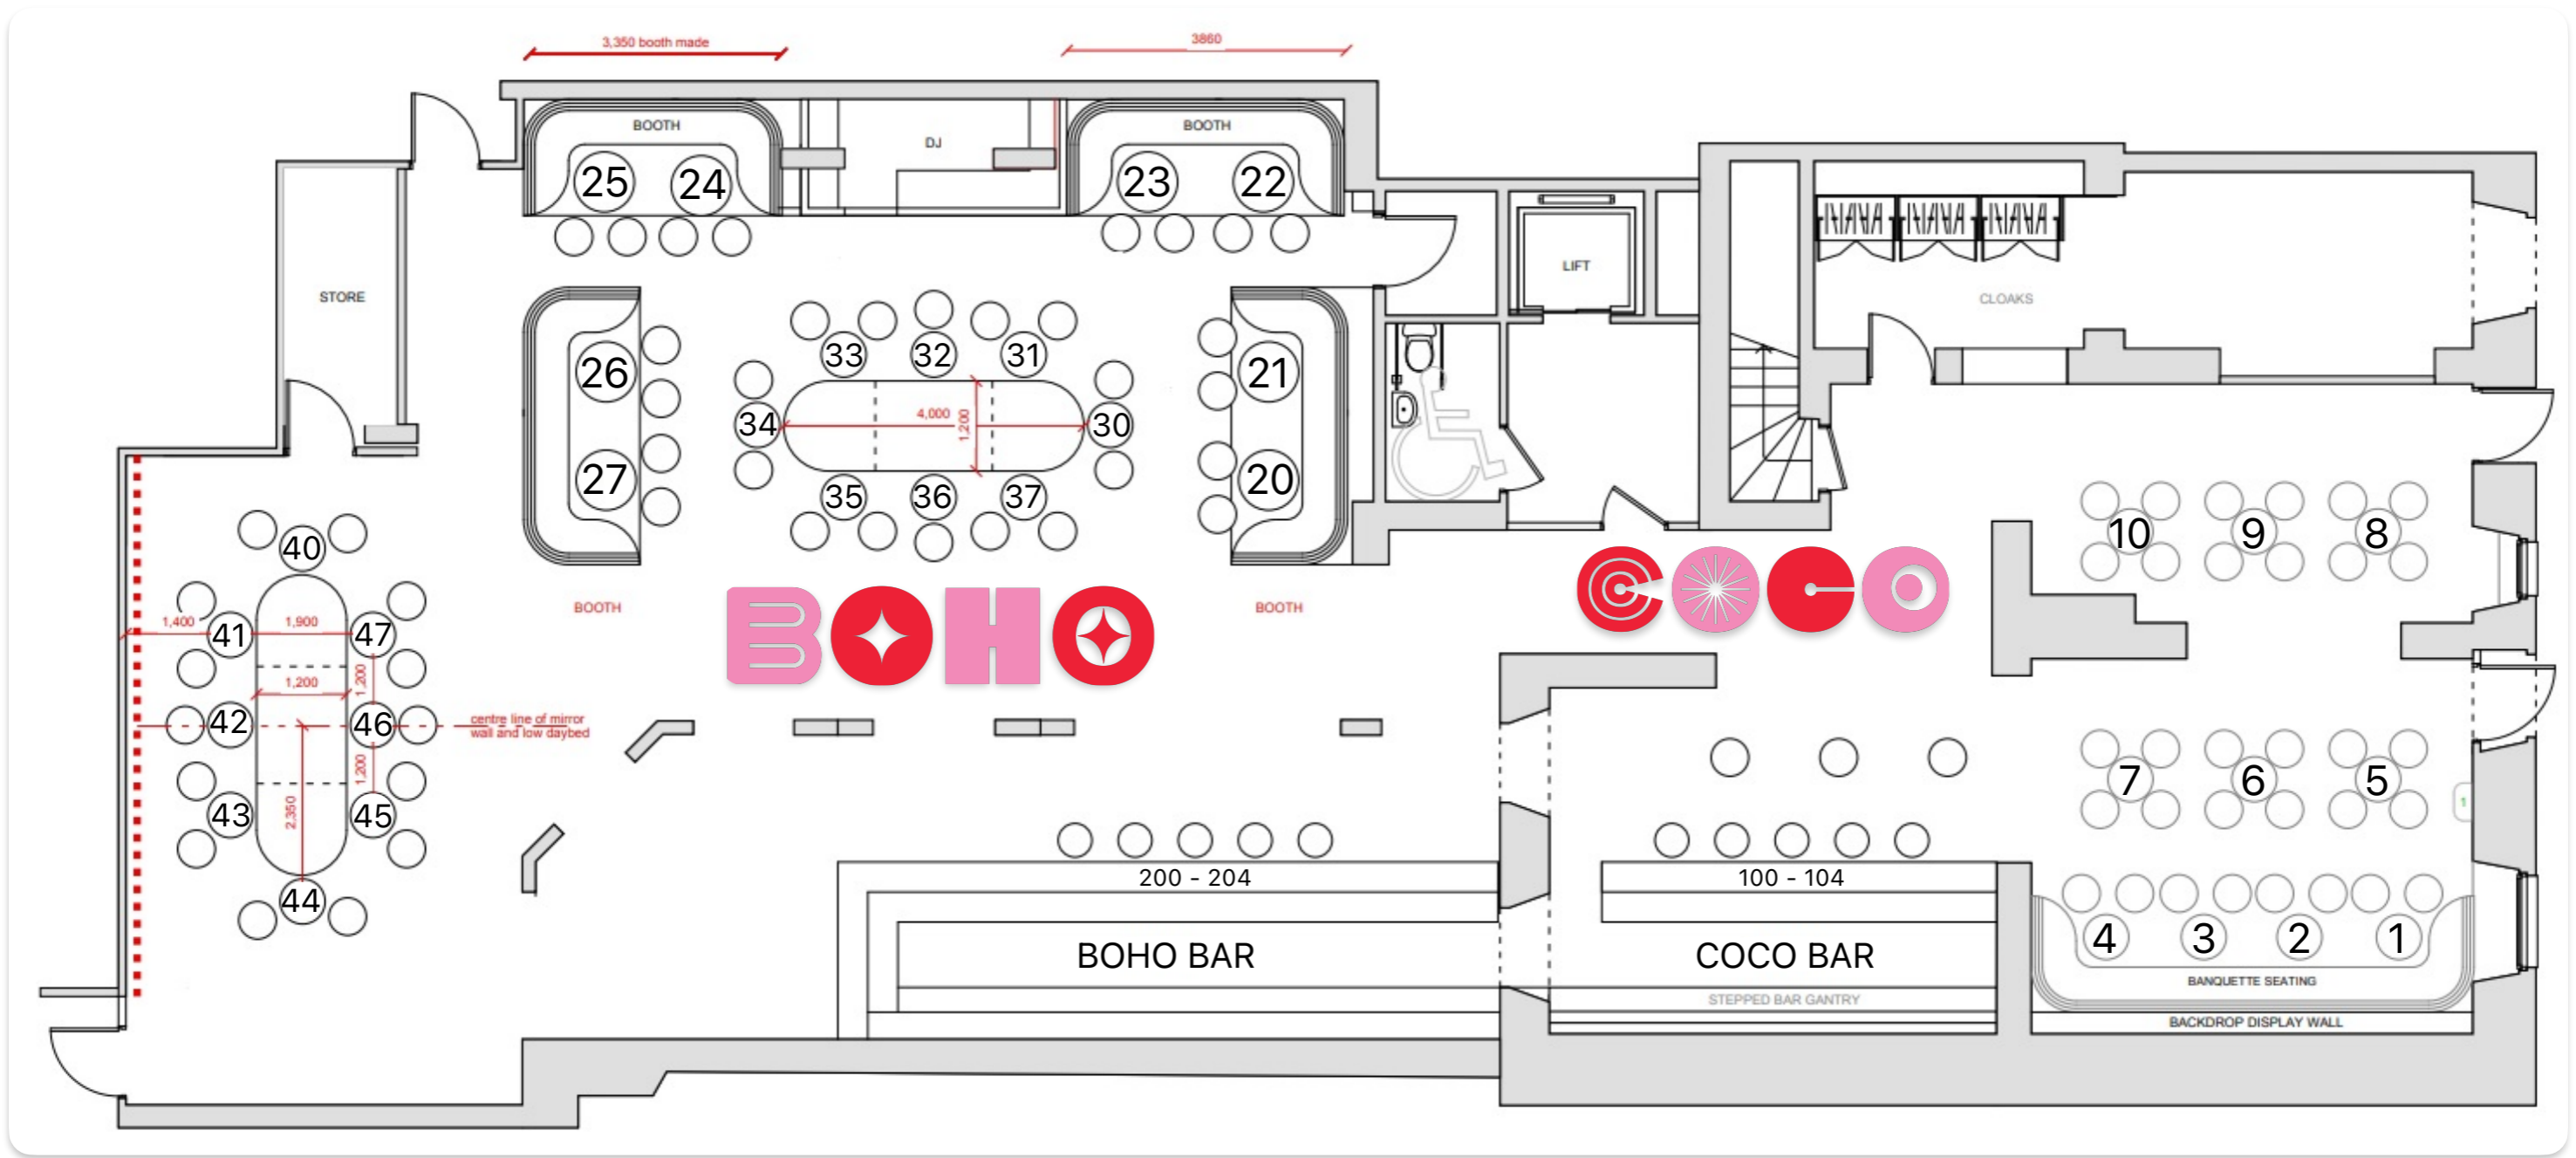 3,350 booth made
3860
BOOTH
DJ
BOOTH
25
24
23
22
STORE
LIFT
CLOAKS
26
27
33
32
31
34
4,000
1,200
30
35
36
37
21
20
BOOTH
BOHO
BOOTH
COCO
10
9
8
40
1,400
41
1,900
47
1,200
1,200
42
46
centre line of mirror
wall and low daybed
1,200
43
2,350
45
44
7
6
5
1
200 - 204
100 - 104
BOHO BAR
COCO BAR
STEPPED BAR GANTRY
4
3
2
1
BANQUETTE SEATING
BACKDROP DISPLAY WALL